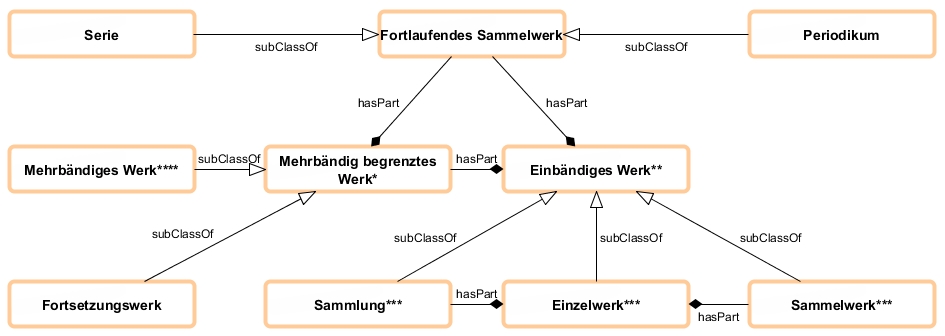 Serie
Fortlaufendes Sammelwerk
Periodikum
subClassOf
subClassOf
hasPart
hasPart
Mehrbändiges Werk****
subClassOf
Mehrbändig begrenztes
Werk*
hasPart
Einbändiges Werk**
subClassOf
subClassOf
subClassOf
subClassOf
Fortsetzungswerk
Sammlung***
hasPart
Einzelwerk***
hasPart
Sammelwerk***